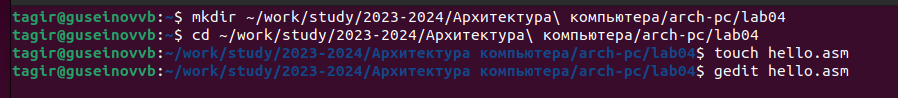 tagir@guseinovvb:~$ mkdir ~/work/study/2023-2024/Архитектура\ компьютера/arch-pc/lab04
tagir@guseinovvb:~$ cd ~/work/study/2023-2024/Архитектура\ компьютера/arch-pc/lab04
tagir@guseinovvb:~/work/study/2023-2024/Архитектура компьютера/arch-pc/lab04$ touch hello.asm
tagir@guseinovvb:~/work/study/2023-2024/Архитектура компьютера/arch-pc/lab04$ gedit hello.asm